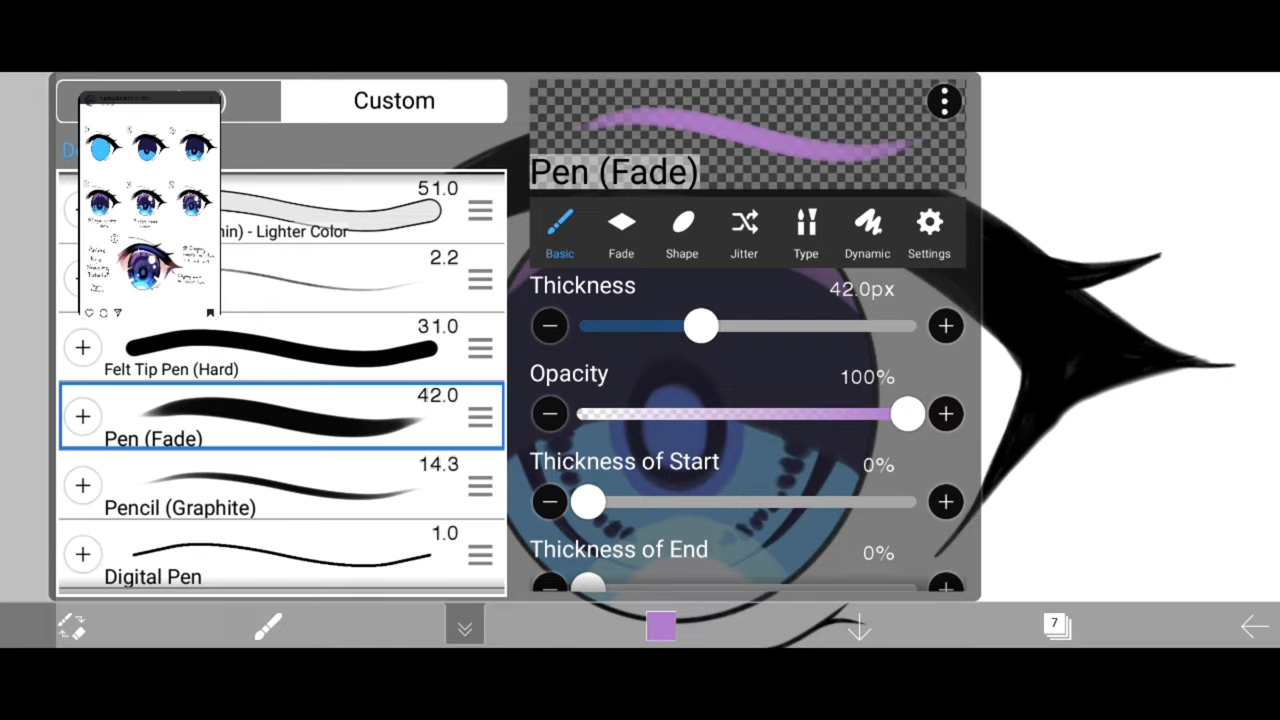 )
Custom
51.0
in) - Lighter Color
2.2
31.0
Felt Tip Pen (Hard)
42.0
Pen (Fade)
14.3
Pencil (Graphite)
1.0
Digital Pen
Pen (Fade)
Basic
Fade
Shape
Jitter
Type
Dynamic
Settings
Thickness
42.0px
Opacity
100%
Thickness of Start
0%
Thickness of End
0%
7